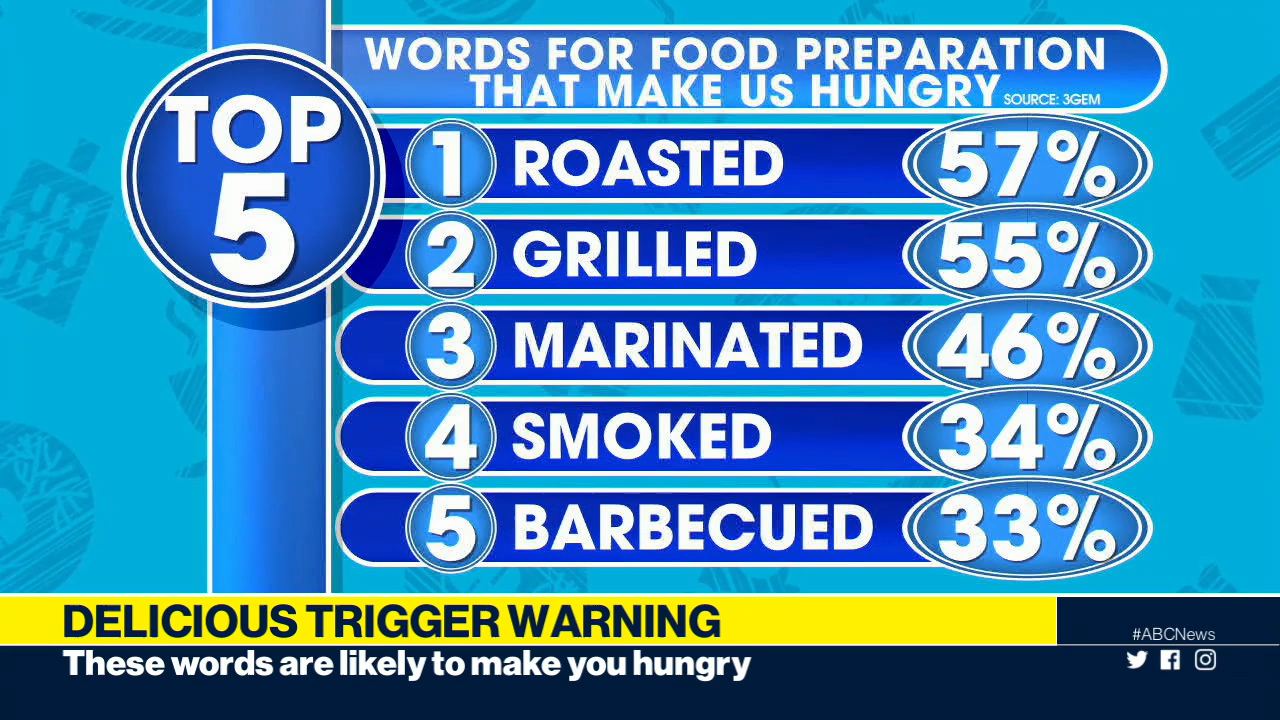 TOP
5
WORDS FOR FOOD PREPARATION
THAT MAKE US HUNGRY SOURCE: 3GEM
1 ROASTED 57%
2 GRILLED 55%
3 MARINATED 46%
4 SMOKED 34%
5 BARBECUED 33%
DELICIOUS TRIGGER WARNING
These words are likely to make you hungry
#ABCNews